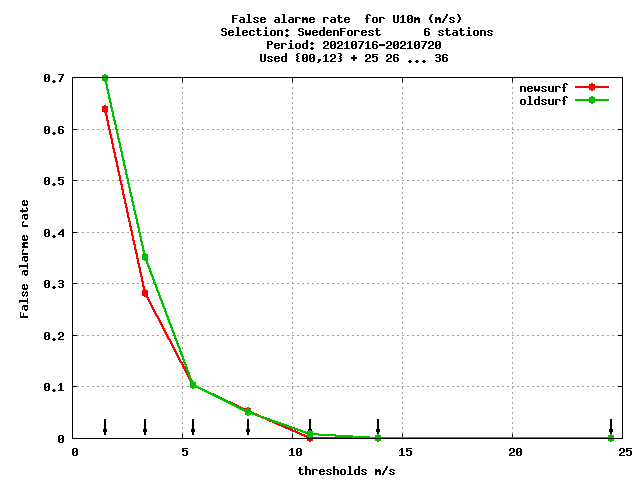 False alarme rate  for U10m (m/s)
Selection: SwedenForest      6 stations
Period: 20210716-20210720
Used {00,12} + 25 26 ... 36
newsurf
oldsurf
0.7
0.6
0.5
0.4
0.3
0.2
0.1
0
False alarme rate
0 5 10 15 20 25
thresholds m/s